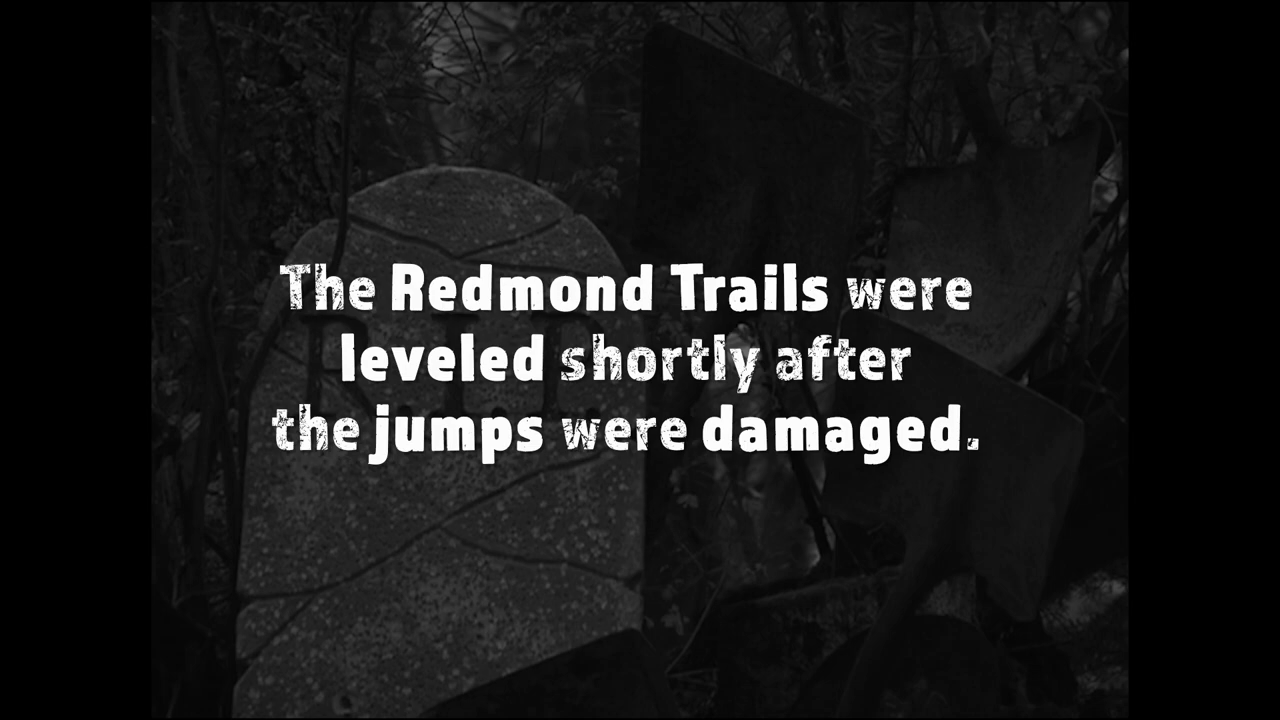 The Redmond Trails were
leveled shortly after
the jumps were damaged.
R.I.P.